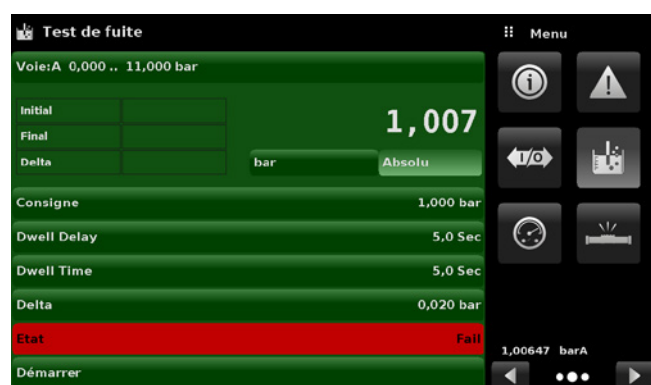 Test de fuite
Menu
Voie:A 0,000 .. 11,000 bar
Initial
Final
Delta
1,007
bar
Absolu
I/O
Consigne 1,000 bar
Dwell Delay 5,0 Sec
Dwell Time 5,0 Sec
Delta 0,020 bar
Etat Fail
Démarrer
1,00647 barA